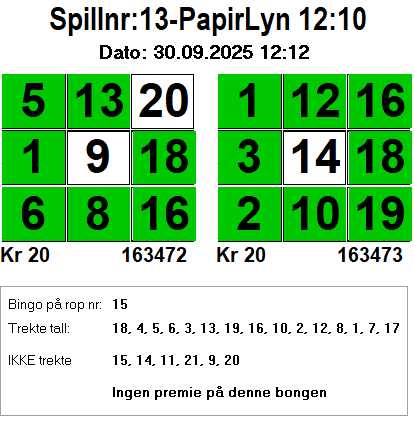 Spillnr:13-PapirLyn 12:10
Dato: 30.09.2025 12:12
5 13 20 1 12 16
1 9 18 3 14 18
6 8 16 2 10 19
Kr 20 163472 Kr 20 163473
Bingo på rop nr: 15
Trekte tall: 18, 4, 5, 6, 3, 13, 19, 16, 10, 2, 12, 8, 1, 7, 17
IKKE trekte 15, 14, 11, 21, 9, 20
Ingen premie på denne bongen